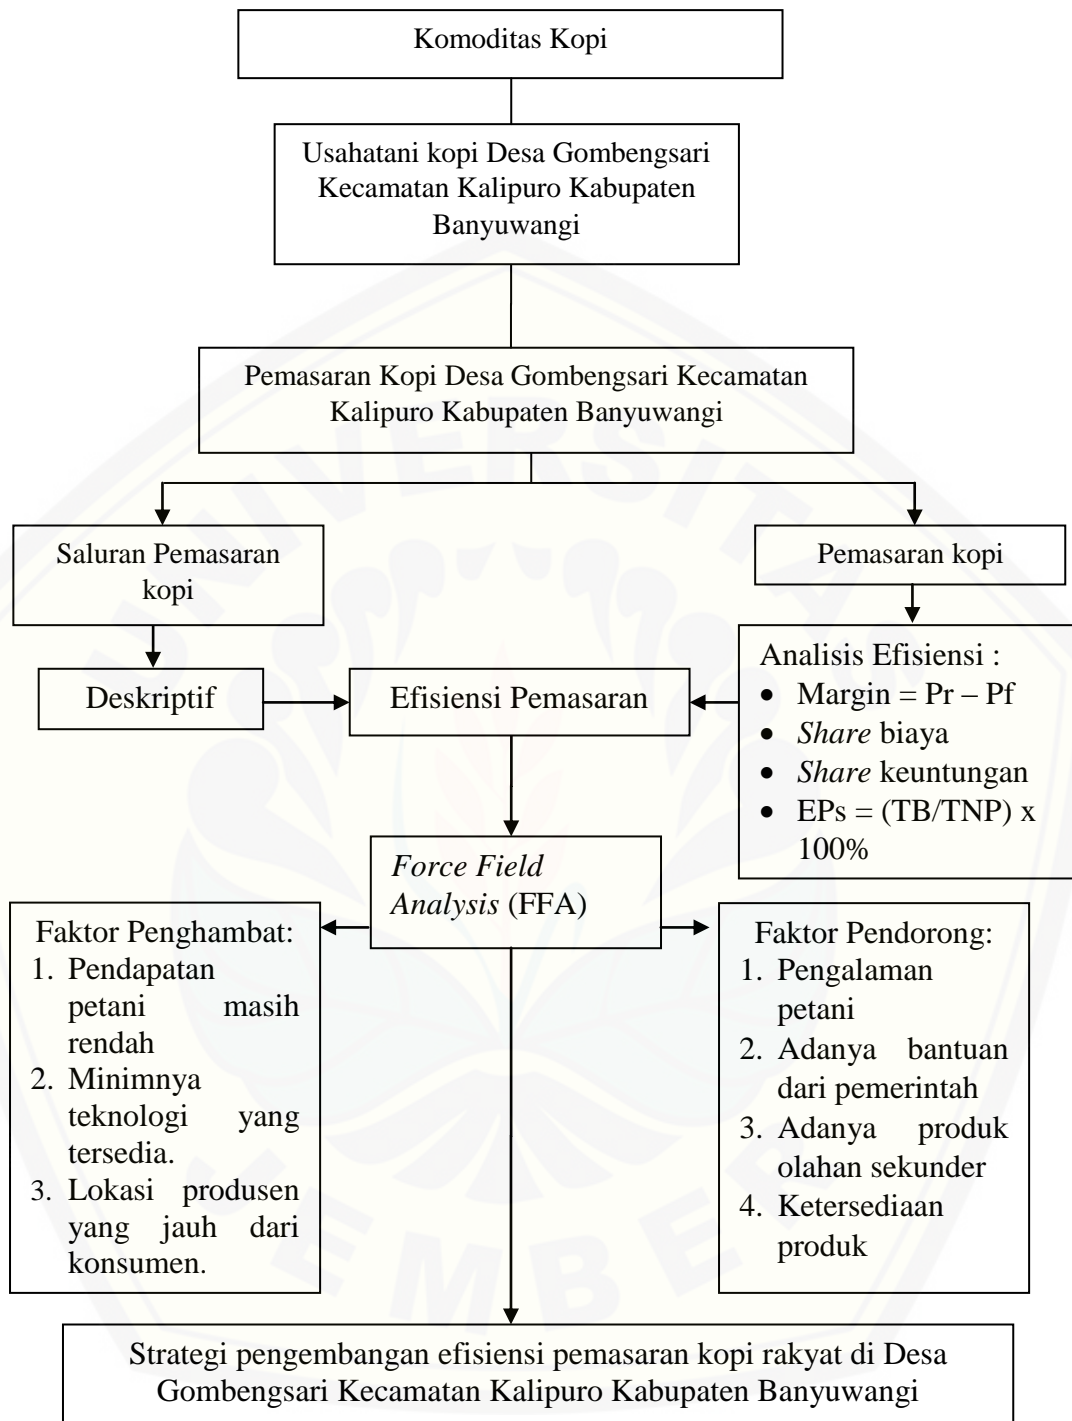 Komoditas Kopi
Usahatani kopi Desa Gombengsari
Kecamatan Kalipuro Kabupaten
Banyuwangi
Pemasaran Kopi Desa Gombengsari Kecamatan
Kalipuro Kabupaten Banyuwangi
Saluran Pemasaran
kopi
Pemasaran kopi
Deskriptif
Efisiensi Pemasaran
Analisis Efisiensi :
• Margin = Pr – Pf
• Share biaya
• Share keuntungan
• EPs = (TB/TNP) x
100%
Force Field
Analysis (FFA)
Faktor Penghambat:
1. Pendapatan
petani masih
rendah
2. Minimnya
teknologi yang
tersedia.
3. Lokasi produsen
yang jauh dari
konsumen.
Faktor Pendorong:
1. Pengalaman
petani
2. Adanya bantuan
dari pemerintah
3. Adanya produk
olahan sekunder
4. Ketersediaan
produk
Strategi pengembangan efisiensi pemasaran kopi rakyat di Desa
Gombengsari Kecamatan Kalipuro Kabupaten Banyuwangi
UNIVERSITAS
JEMBER